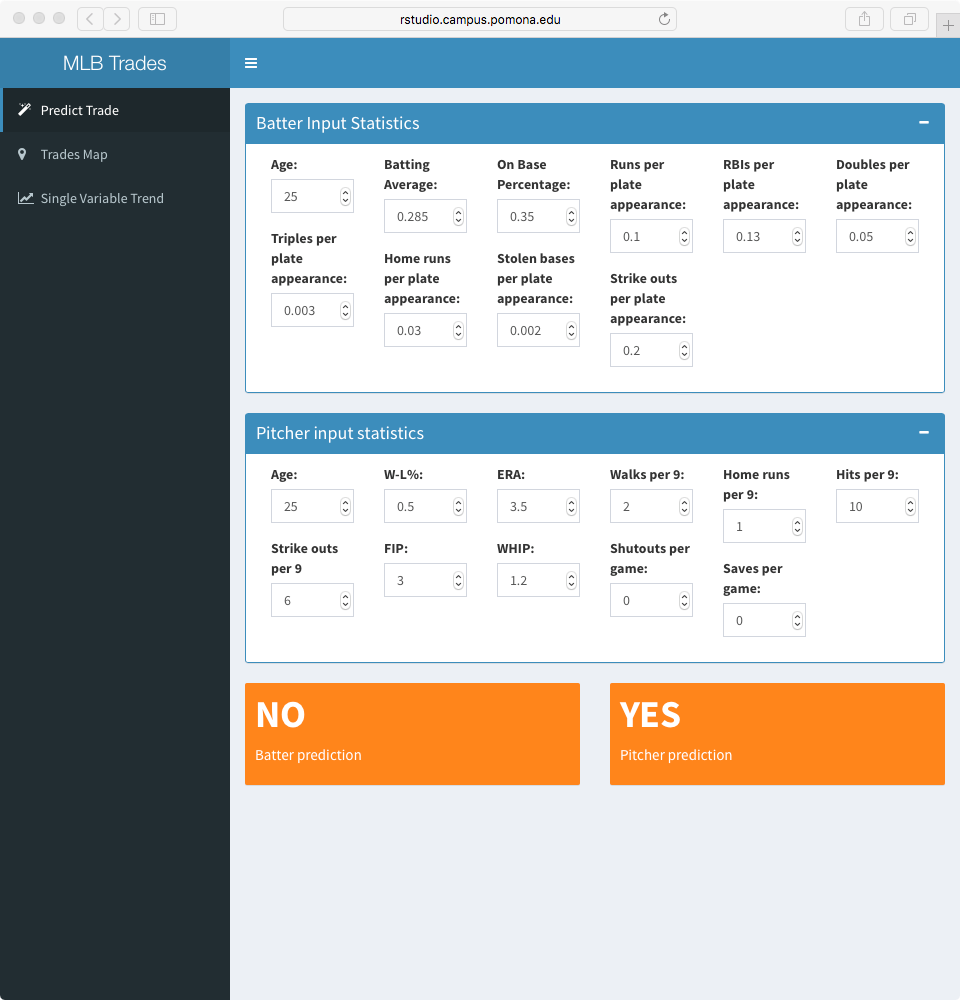 rstudio.campus.pomona.edu
MLB Trades
Predict Trade
Trades Map
Single Variable Trend
Batter Input Statistics
Age:
25
Batting
Average:
0.285
On Base
Percentage:
0.35
Runs per
plate
appearance:
0.1
RBIs per
plate
appearance:
0.13
Doubles per
plate
appearance:
0.05
Triples per
plate
appearance:
0.003
Home runs
per plate
appearance:
0.03
Stolen bases
per plate
appearance:
0.002
Strike outs
per plate
appearance:
0.2
Pitcher input statistics
Age:
25
W-L%:
0.5
ERA:
3.5
Walks per 9:
2
Home runs
per 9:
1
Hits per 9:
10
Strike outs
per 9
6
FIP:
3
WHIP:
1.2
Shutouts per
game:
0
Saves per
game:
0
NO
Batter prediction
YES
Pitcher prediction